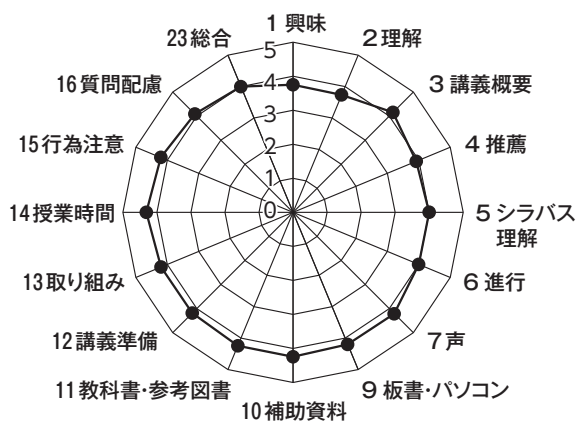 1 興味
2 理解
3 講義概要
4 推薦
5 シラバス
理解
6 進行
7 声
9 板書・パソコン
10 補助資料
11 教科書・参考図書
12 講義準備
13 取り組み
14 授業時間
15 行為注意
16 質問配慮
23 総合
5
4
3
2
1
0